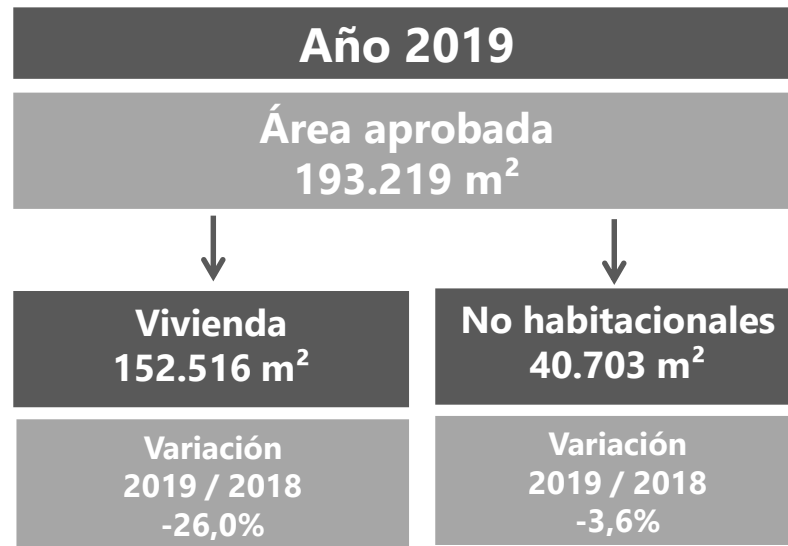 Año 2019
Área aprobada
193.219 m²
Vivienda
152.516 m²
No habitacionales
40.703 m²
Variación
2019 / 2018
-26,0%
Variación
2019 / 2018
-3,6%